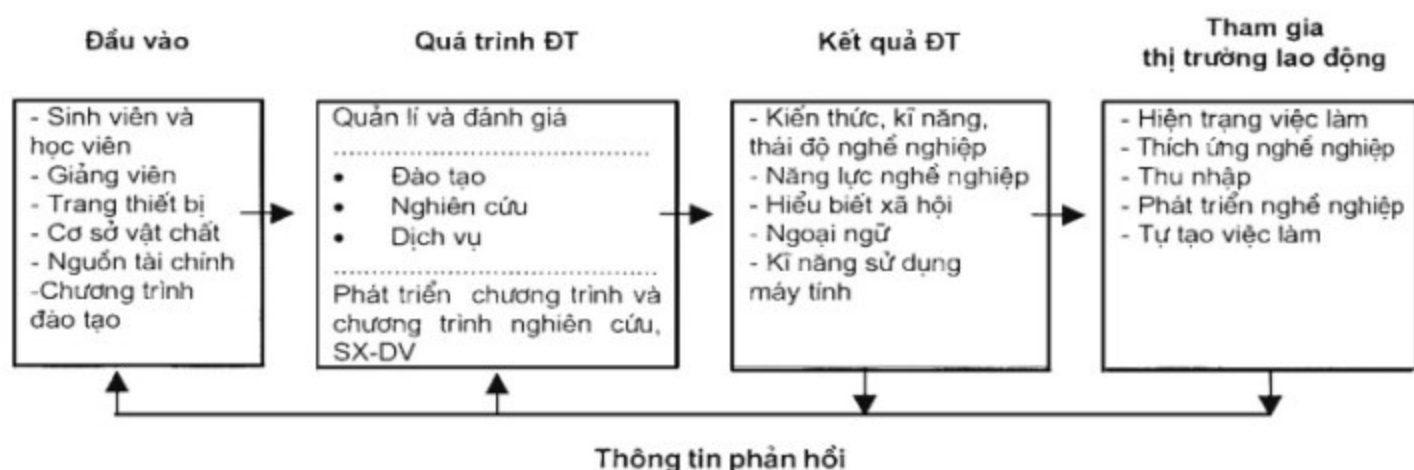 Đầu vào
Quá trình ĐT
Kết quả ĐT
Tham gia
thị trường lao động
- Sinh viên và
học viên
- Giảng viên
- Trang thiết bị
- Cơ sở vật chất
- Nguồn tài chính
-Chương trình
đào tạo
Quản lí và đánh giá
................................................
• Đào tạo
• Nghiên cứu
• Dịch vụ
................................................
Phát triển chương trình và
chương trình nghiên cứu,
SX-DV
- Kiến thức, kĩ năng,
thái độ nghề nghiệp
- Năng lực nghề nghiệp
- Hiểu biết xã hội
- Ngoại ngữ
- Kĩ năng sử dụng
máy tính
- Hiện trạng việc làm
- Thích ứng nghề nghiệp
- Thu nhập
- Phát triển nghề nghiệp
- Tự tạo việc làm
Thông tin phản hồi